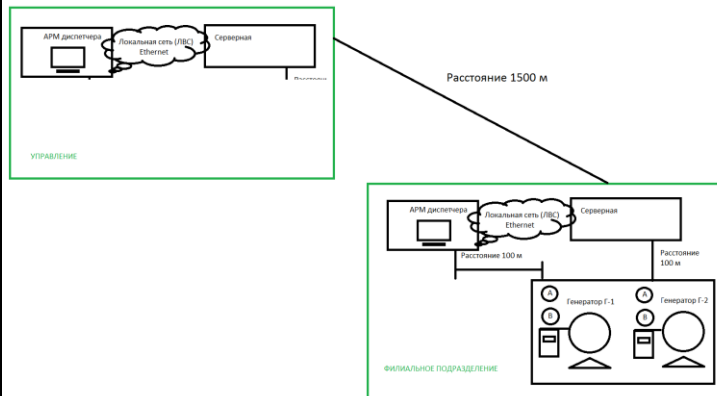 АРМ диспетчера
Локальная сеть (ЛВС)
Ethernet
Серверная
УПРАВЛЕНИЕ
Расстояние 1500 м
АРМ диспетчера
Локальная сеть (ЛВС)
Ethernet
Серверная
Расстояние 100 м
Расстояние
100 м
А
Генератор Г-1
В
А
Генератор Г-2
В
ФИЛИАЛЬНОЕ ПОДРАЗДЕЛЕНИЕ